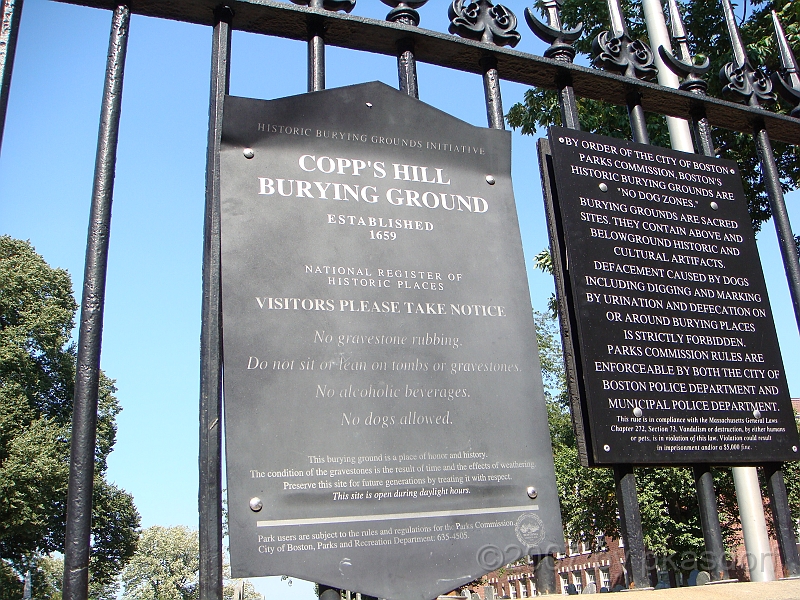 HISTORIC BURYING GROUNDS INITIATIVE
COPP'S HILL
BURYING GROUND
ESTABLISHED
1659
NATIONAL REGISTER OF
HISTORIC PLACES
VISITORS PLEASE TAKE NOTICE
No gravestone rubbing.
Do not sit or lean on tombs or gravestones.
No alcoholic beverages.
No dogs allowed.
This burying ground is a place of honor and history.
The condition of the gravestones is the result of time and the effects of weathering.
Preserve this site for future generations by treating it with respect.
This site is open during daylight hours.
Park users are subject to the rules and regulations for the Parks Commission.
City of Boston, Parks and Recreation Department: 635-4505.
BY ORDER OF THE CITY OF BOSTON
PARKS COMMISSION, BOSTON'S
HISTORIC BURYING GROUNDS ARE
"NO DOG ZONES."
BURYING GROUNDS ARE SACRED
SITES. THEY CONTAIN ABOVE AND
BELOWGROUND HISTORIC AND
CULTURAL ARTIFACTS.
DEFACEMENT CAUSED BY DOGS
INCLUDING DIGGING AND MARKING
BY URINATION AND DEFECATION ON
OR AROUND BURYING PLACES
IS STRICTLY FORBIDDEN.
PARKS COMMISSION RULES ARE
ENFORCEABLE BY BOTH THE CITY OF
BOSTON POLICE DEPARTMENT AND
MUNICIPAL POLICE DEPARTMENT.
This rule is in compliance with the Massachusetts General Laws
Chapter 272, Section 73. Vandalism or destruction, by either humans
or pets, is in violation of this law. Violation could result
in imprisonment and/or a $5,000 fine.